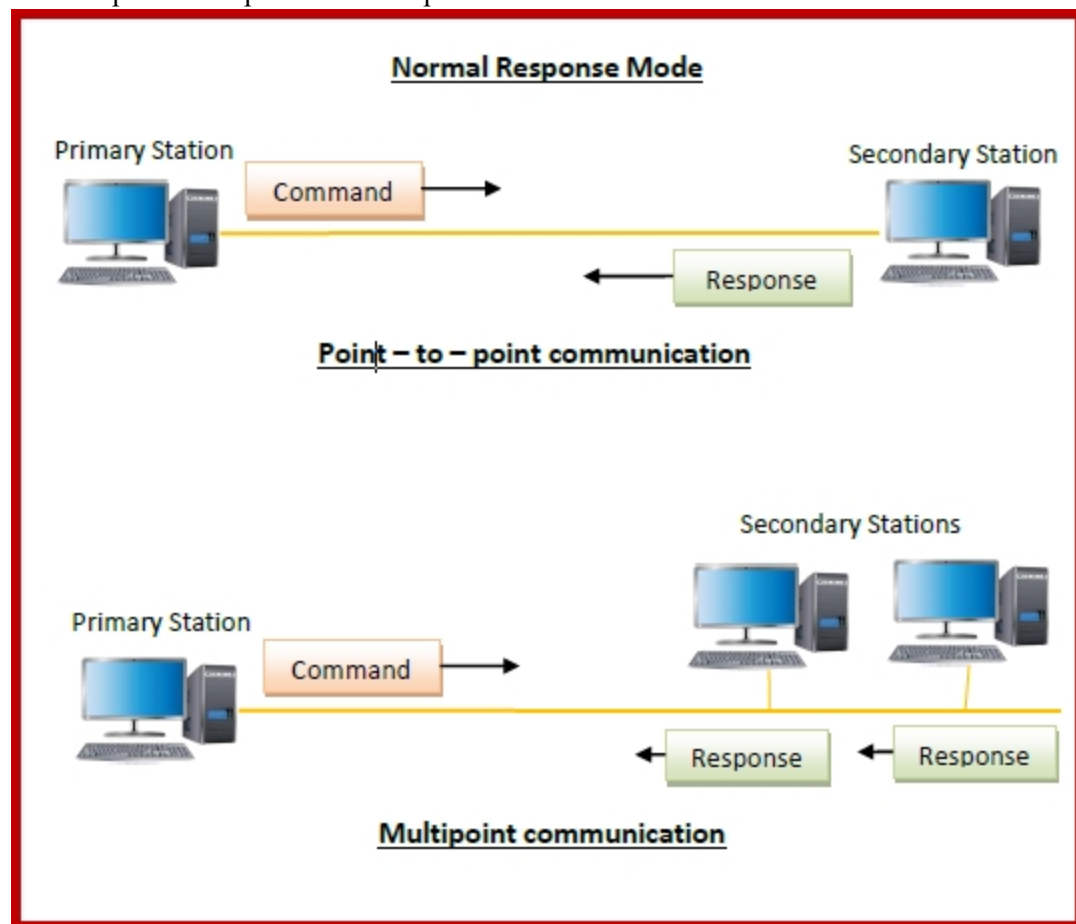 Normal Response Mode
Primary Station
Secondary Station
Command
Response
Point – to – point communication
Secondary Stations
Primary Station
Command
Response
Response
Multipoint communication